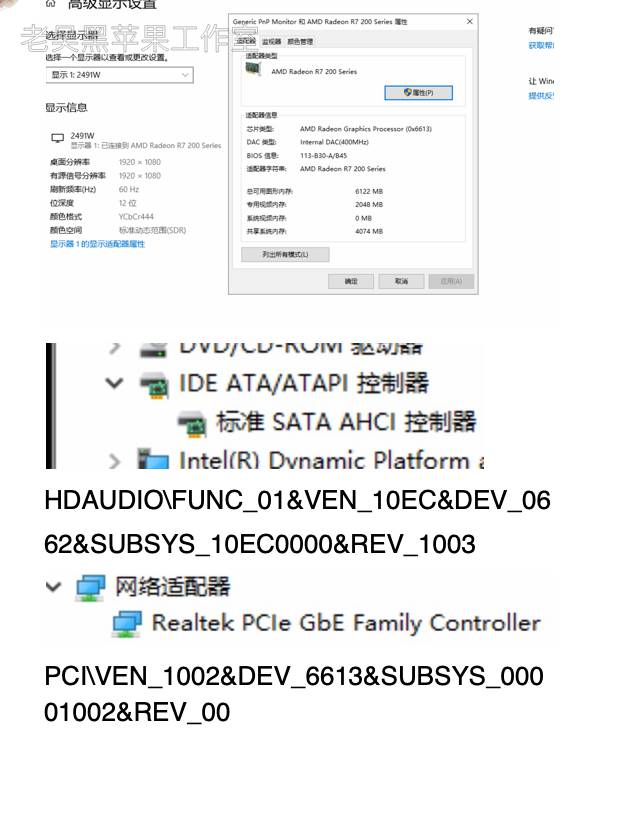 高级显示设置
老吴黑苹果工作室
选择显示器
选择一个显示器以查看或更改设置。
显示 1: 2491W
显示信息
2491W
显示器 1: 已连接到 AMD Radeon R7 200 Series
桌面分辨率 1920 × 1080
有源信号分辨率 1920 × 1080
刷新频率(Hz) 60 Hz
位深度 12 位
颜色格式 YCbCr444
颜色空间 标准动态范围(SDR)
显示器 1 的显示适配器属性
Generic PnP Monitor 和 AMD Radeon R7 200 Series 属性
适配器 监视器 颜色管理
适配器类型
AMD Radeon R7 200 Series
属性(P)
适配器信息
芯片类型: AMD Radeon Graphics Processor (0x6613)
DAC 类型: Internal DAC(400MHz)
BIOS 信息: 113-B30-A/B45
适配器字符串: AMD Radeon R7 200 Series
总可用图形内存: 6122 MB
专用视频内存: 2048 MB
系统视频内存: 0 MB
共享系统内存: 4074 MB
列出所有模式(L)
确定 取消 应用(A)
有疑问
获取帮
让 Win
提供反
DVD/CD-ROM 驱动器
IDE ATA/ATAPI 控制器
标准 SATA AHCI 控制器
Intel(R) Dynamic Platform a
HDAUDIO\FUNC_01&VEN_10EC&DEV_06
62&SUBSYS_10EC0000&REV_1003
网络适配器
Realtek PCIe GbE Family Controller
PCI\VEN_1002&DEV_6613&SUBSYS_000
01002&REV_00